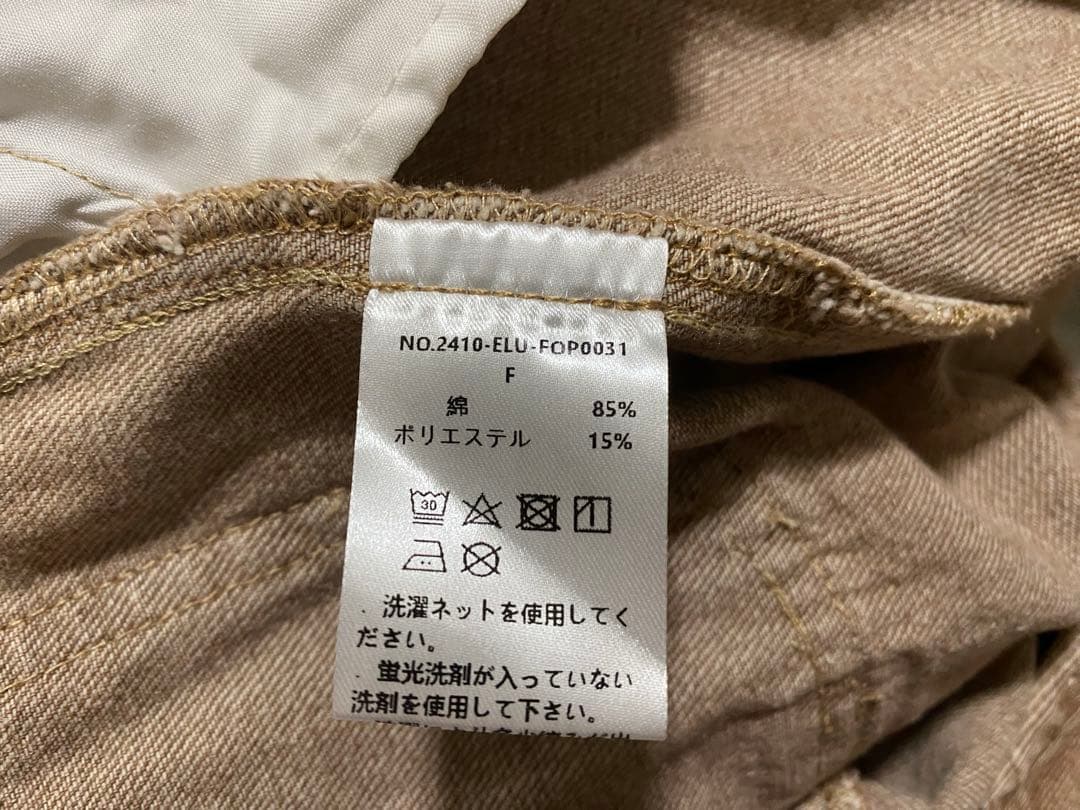 NO.2410-ELU-FOP0031
F
綿 85%
ポリエステル 15%
30
. 洗濯ネットを使用してく
ださい。
. 蛍光洗剤が入っていない
洗剤を使用して下さい。